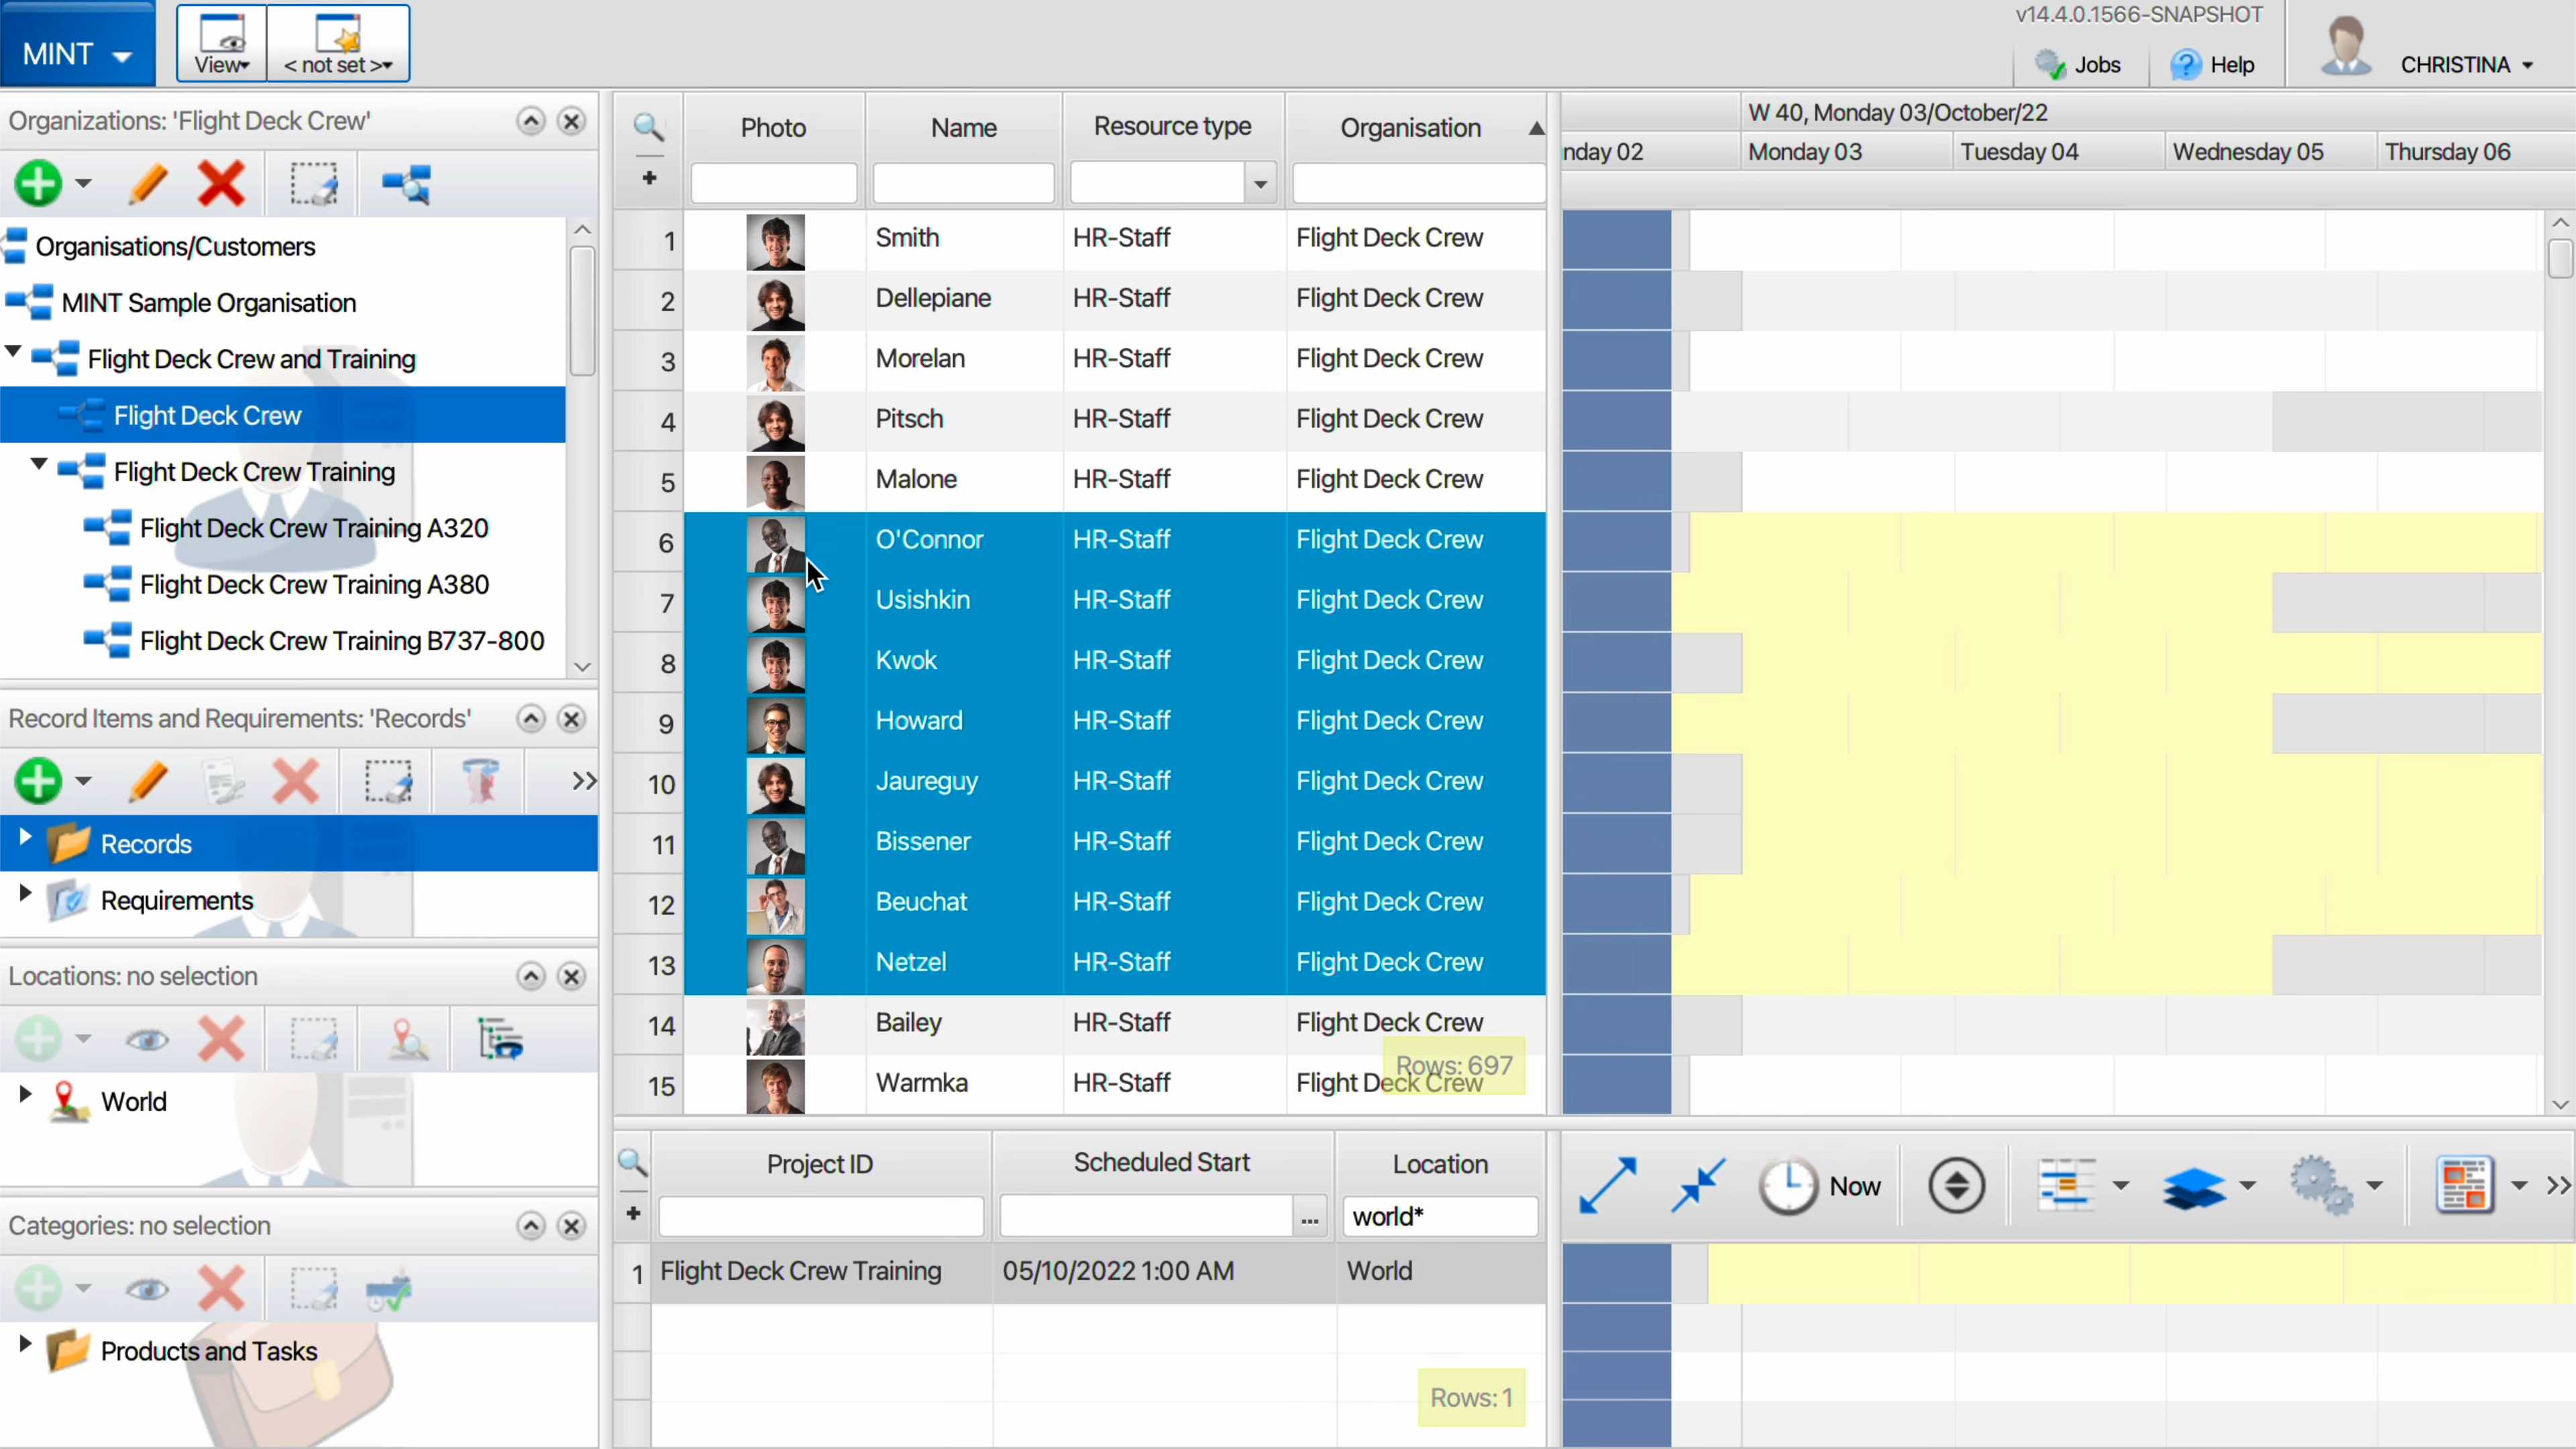 v14.4.0.1566-SNAPSHOT
MINT
View
< not set >
Jobs
Help
CHRISTINA
Organizations: 'Flight Deck Crew'
Organisations/Customers
MINT Sample Organisation
Flight Deck Crew and Training
Flight Deck Crew
Flight Deck Crew Training
Flight Deck Crew Training A320
Flight Deck Crew Training A380
Flight Deck Crew Training B737-800
Record Items and Requirements: 'Records'
Records
Requirements
Locations: no selection
World
Categories: no selection
Products and Tasks
Photo Name Resource type Organisation
1 Smith HR-Staff Flight Deck Crew
2 Dellepiane HR-Staff Flight Deck Crew
3 Morelan HR-Staff Flight Deck Crew
4 Pitsch HR-Staff Flight Deck Crew
5 Malone HR-Staff Flight Deck Crew
6 O'Connor HR-Staff Flight Deck Crew
7 Usishkin HR-Staff Flight Deck Crew
8 Kwok HR-Staff Flight Deck Crew
9 Howard HR-Staff Flight Deck Crew
10 Jaureguy HR-Staff Flight Deck Crew
11 Bissener HR-Staff Flight Deck Crew
12 Beuchat HR-Staff Flight Deck Crew
13 Netzel HR-Staff Flight Deck Crew
14 Bailey HR-Staff Flight Deck Crew
15 Warmka HR-Staff Flight Deck Crew
Rows: 697
W 40, Monday 03/October/22
nday 02 Monday 03 Tuesday 04 Wednesday 05 Thursday 06
Project ID Scheduled Start Location
... world*
1 Flight Deck Crew Training 05/10/2022 1:00 AM World
Rows: 1
Now